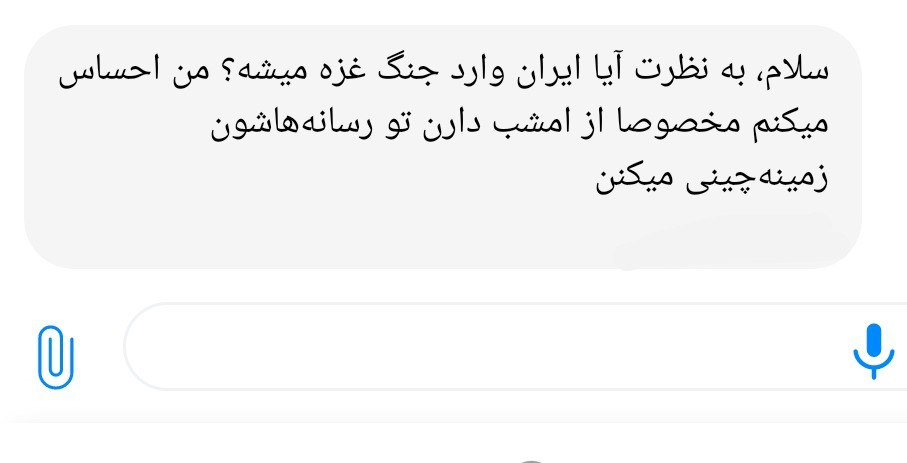 سلام، به نظرت آیا ایران وارد جنگ غزه میشه؟ من احساس
میکنم مخصوصا از امشب دارن تو رسانه‌هاشون
زمینه‌چینی میکنن